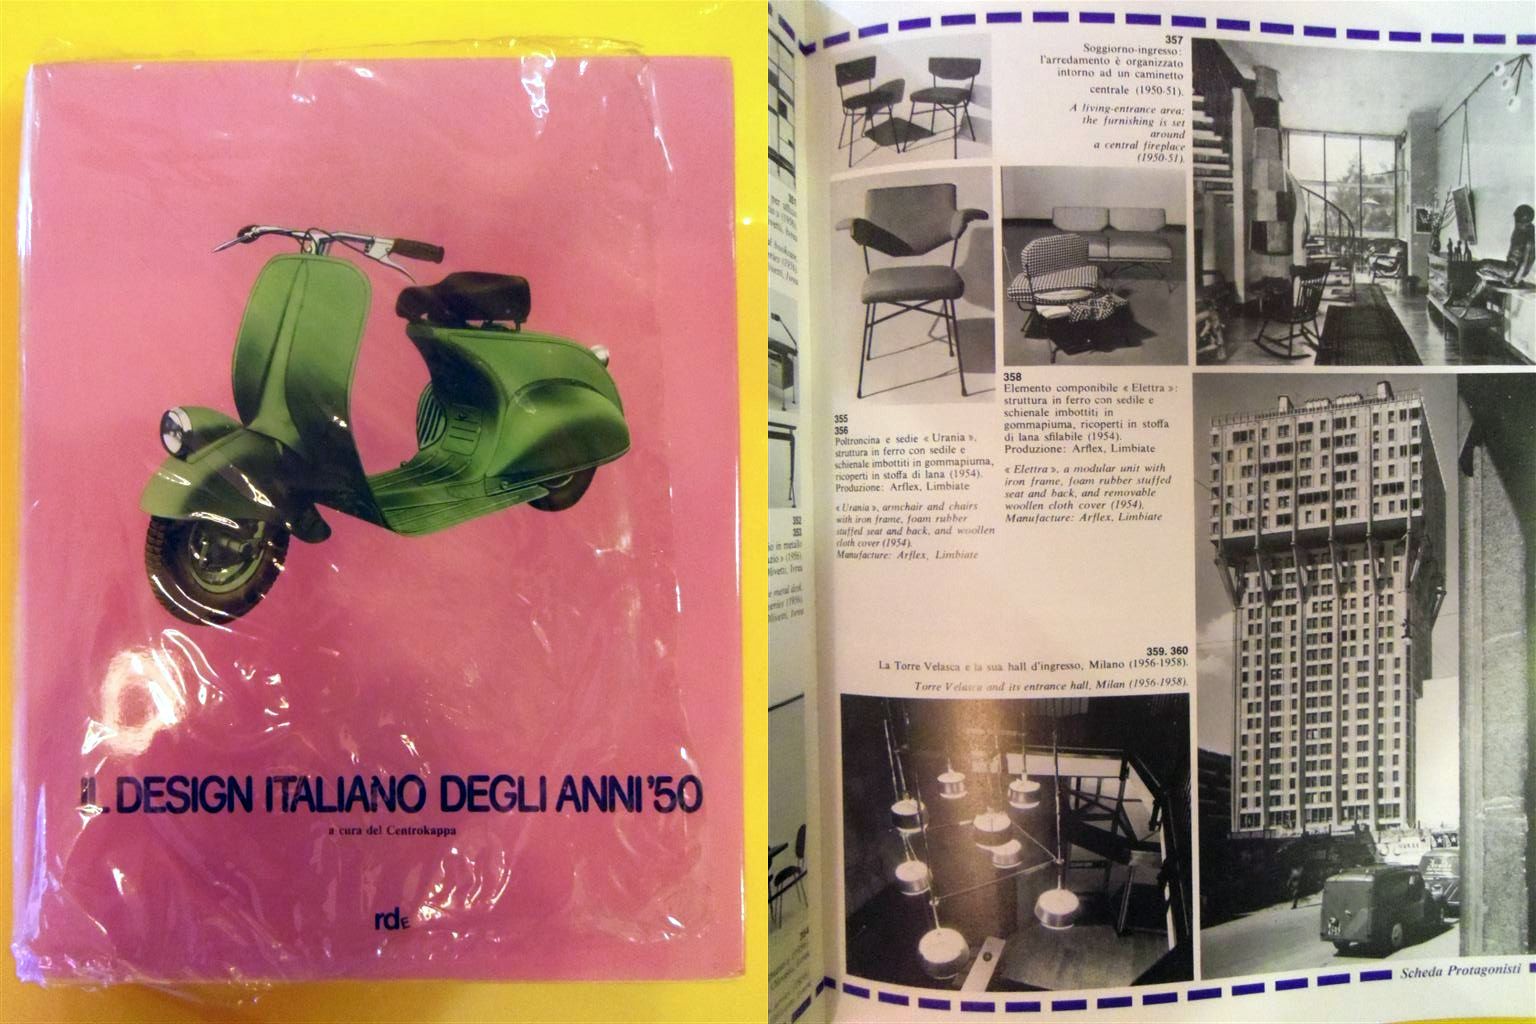 IL DESIGN ITALIANO DEGLI ANNI '50
a cura del Centrokappa
rdE
357
Soggiorno-ingresso:
l'arredamento è organizzato
intorno ad un caminetto
centrale (1950-51).
A living-entrance area:
the furnishing is set
around
a central fireplace
(1950-51).
355
356
Poltroncina e sedie « Urania »,
struttura in ferro con sedile e
schienale imbottiti in gommapiuma,
ricoperti in stoffa di lana (1954).
Produzione: Arflex, Limbiate
« Urania », armchair and chairs
with iron frame, foam rubber
stuffed seat and back, and woollen
cloth cover (1954).
Manufacture: Arflex, Limbiate
358
Elemento componibile « Elettra »:
struttura in ferro con sedile e
schienale imbottiti in
gommapiuma, ricoperti in stoffa
di lana sfilabile (1954).
Produzione: Arflex, Limbiate
« Elettra », a modular unit with
iron frame, foam rubber stuffed
seat and back, and removable
woollen cloth cover (1954).
Manufacture: Arflex, Limbiate
359. 360
La Torre Velasca e la sua hall d'ingresso, Milano (1956-1958).
Torre Velasca and its entrance hall, Milan (1956-1958).
Scheda Protagonisti
352
353